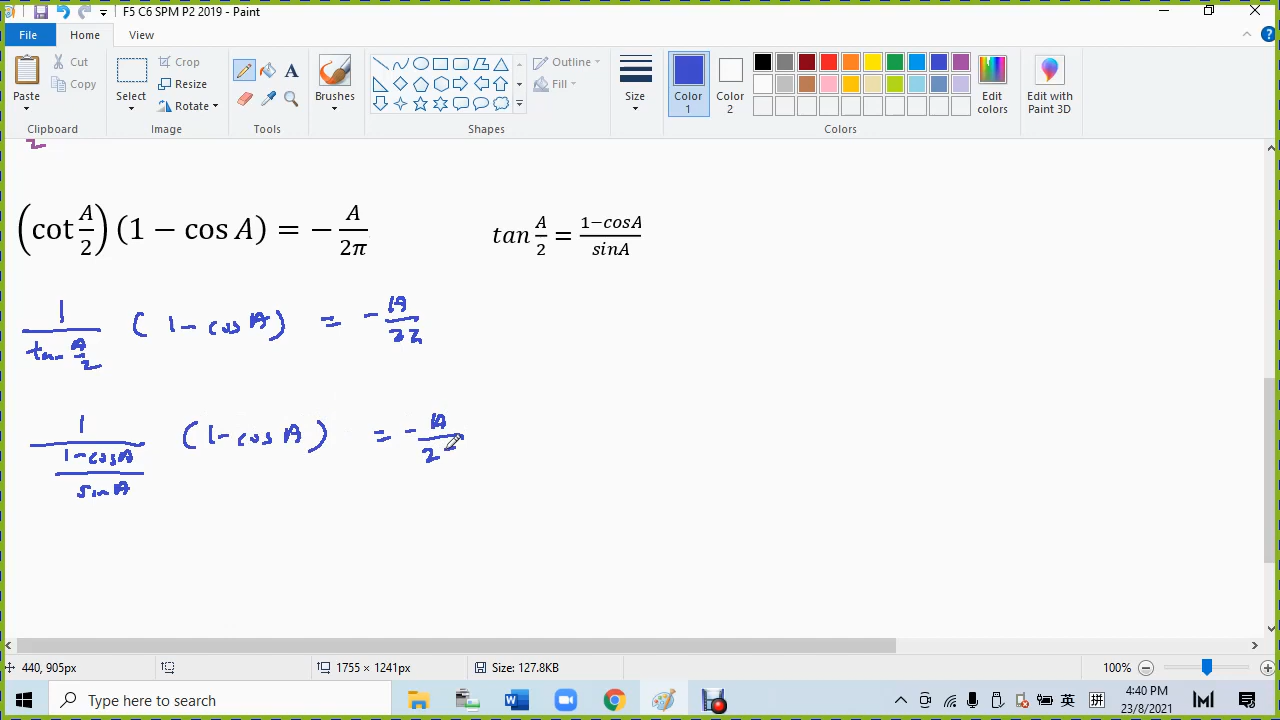 F5 C6 SPM P2 2019 - Paint
File Home View
Cut Crop Outline
Copy Resize Fill
Paste Select Rotate A Brushes Size Color 1 Color 2 Edit colors Edit with Paint 3D
Clipboard Image Tools Shapes Colors
2
(cot A/2)(1 − cos A) = − A/2π
tan A/2 = 1−cosA/sinA
1/tan A/2 (1 - cos A) = - A/2π
1/(1-cosA/sinA) (1-cos A) = - A/2
440, 905px 1755 × 1241px Size: 127.8KB 100%
Type here to search W 英 拼 4:40 PM
23/8/2021